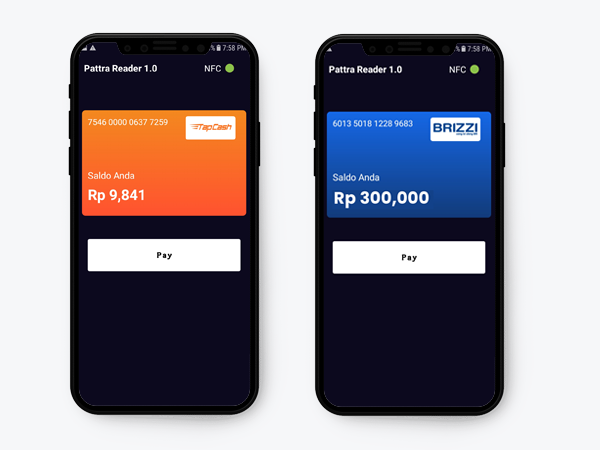 % 7:58 PM
Pattra Reader 1.0 NFC
7546 0000 0637 7259
TapCash
Saldo Anda
Rp 9,841
Pay
% 7:58 PM
Pattra Reader 1.0 NFC
6013 5018 1228 9683
BRIZZI
Saldo Anda
Rp 300,000
Pay